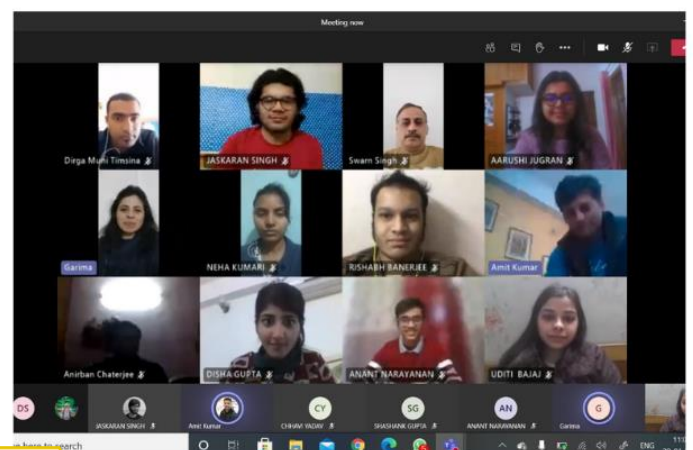 Meeting now
Dirga Muni Timsina
JASKARAN SINGH
Swarn Singh
AARUSHI JUGRAN
Garima
NEHA KUMARI
RISHABH BANERJEE
Amit Kumar
Anirban Chaterjee
DISHA GUPTA
ANANT NARAYANAN
UDITI BAJAJ
DS
CY
SG
AN
G
JASKARAN SINGH
Amit Kumar
CHHAVI YADAV
SHASHANK GUPTA
ANANT NARAYANAN
Garima
here to search
ENG